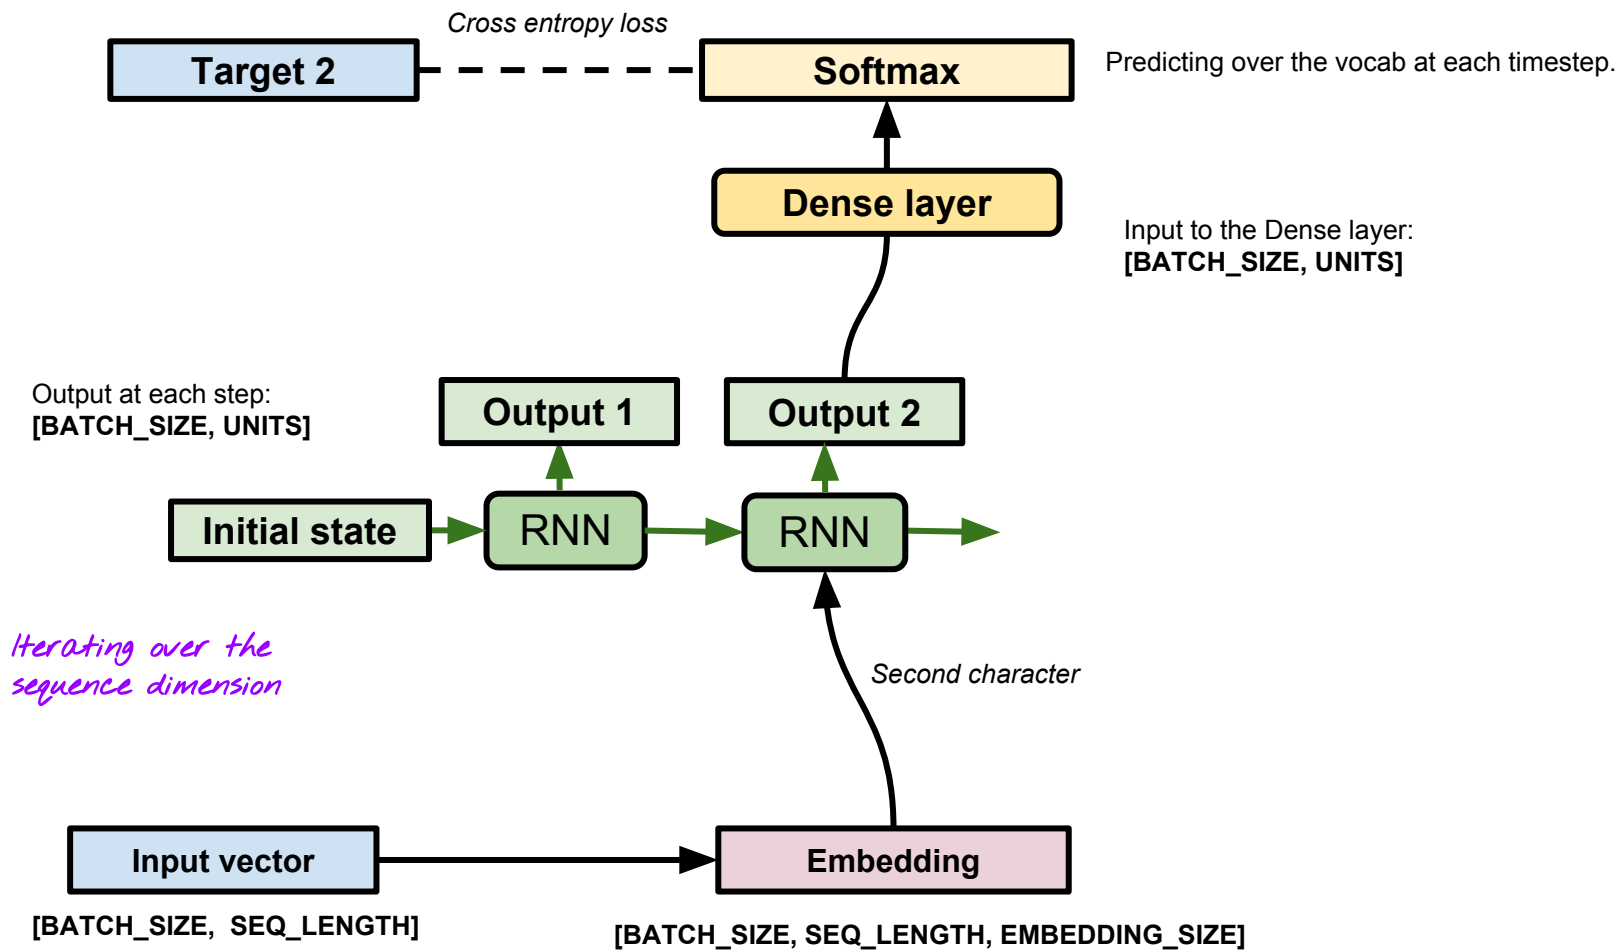 Cross entropy loss
Target 2
Softmax
Predicting over the vocab at each timestep.
Dense layer
Input to the Dense layer:
[BATCH_SIZE, UNITS]
Output at each step:
[BATCH_SIZE, UNITS]
Output 1
Output 2
Initial state
RNN
RNN
Iterating over the
sequence dimension
Second character
Input vector
Embedding
[BATCH_SIZE, SEQ_LENGTH]
[BATCH_SIZE, SEQ_LENGTH, EMBEDDING_SIZE]